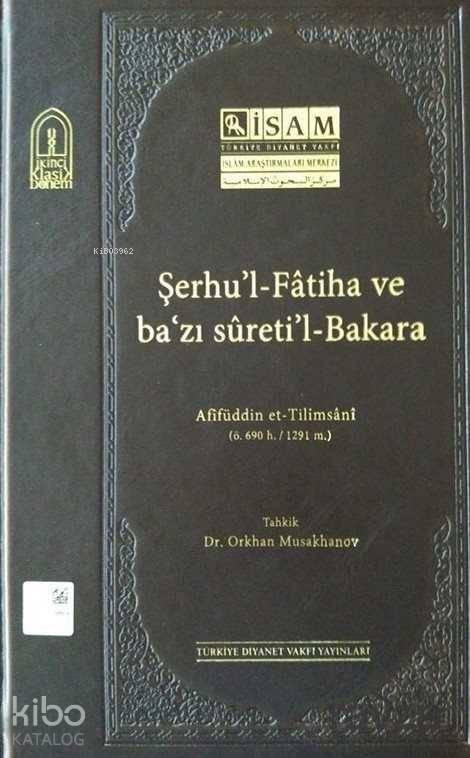 ikinci
klasik
dönem
İSAM
TÜRKİYE DİYANET VAKFI
İSLÂM ARAŞTIRMALARI MERKEZİ
مركز البحوث الإسلامية
Ki808962
Şerhu’l-Fâtiha ve
ba‘zı sûreti’l-Bakara
Afîfüddin et-Tilimsânî
(ö. 690 h. / 1291 m.)
Tahkik
Dr. Orkhan Musakhanov
TÜRKİYE DİYANET VAKFI YAYINLARI
kibo
KATALOG